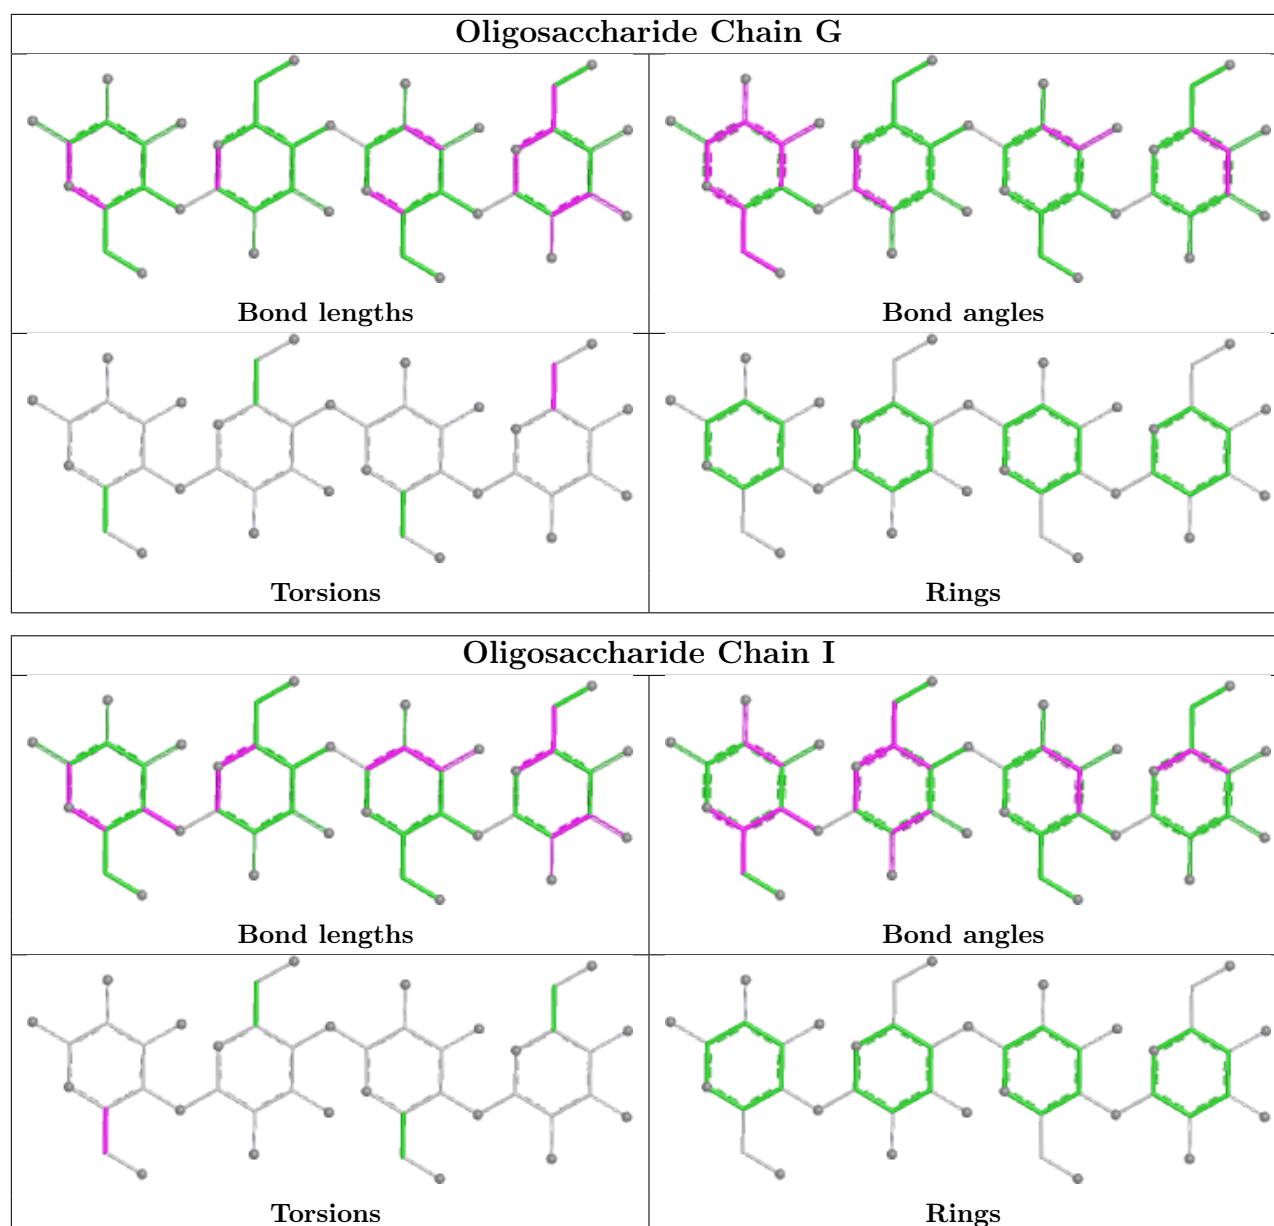 Oligosaccharide Chain G
Bond lengths
Bond angles
Torsions
Rings
Oligosaccharide Chain I
Bond lengths
Bond angles
Torsions
Rings